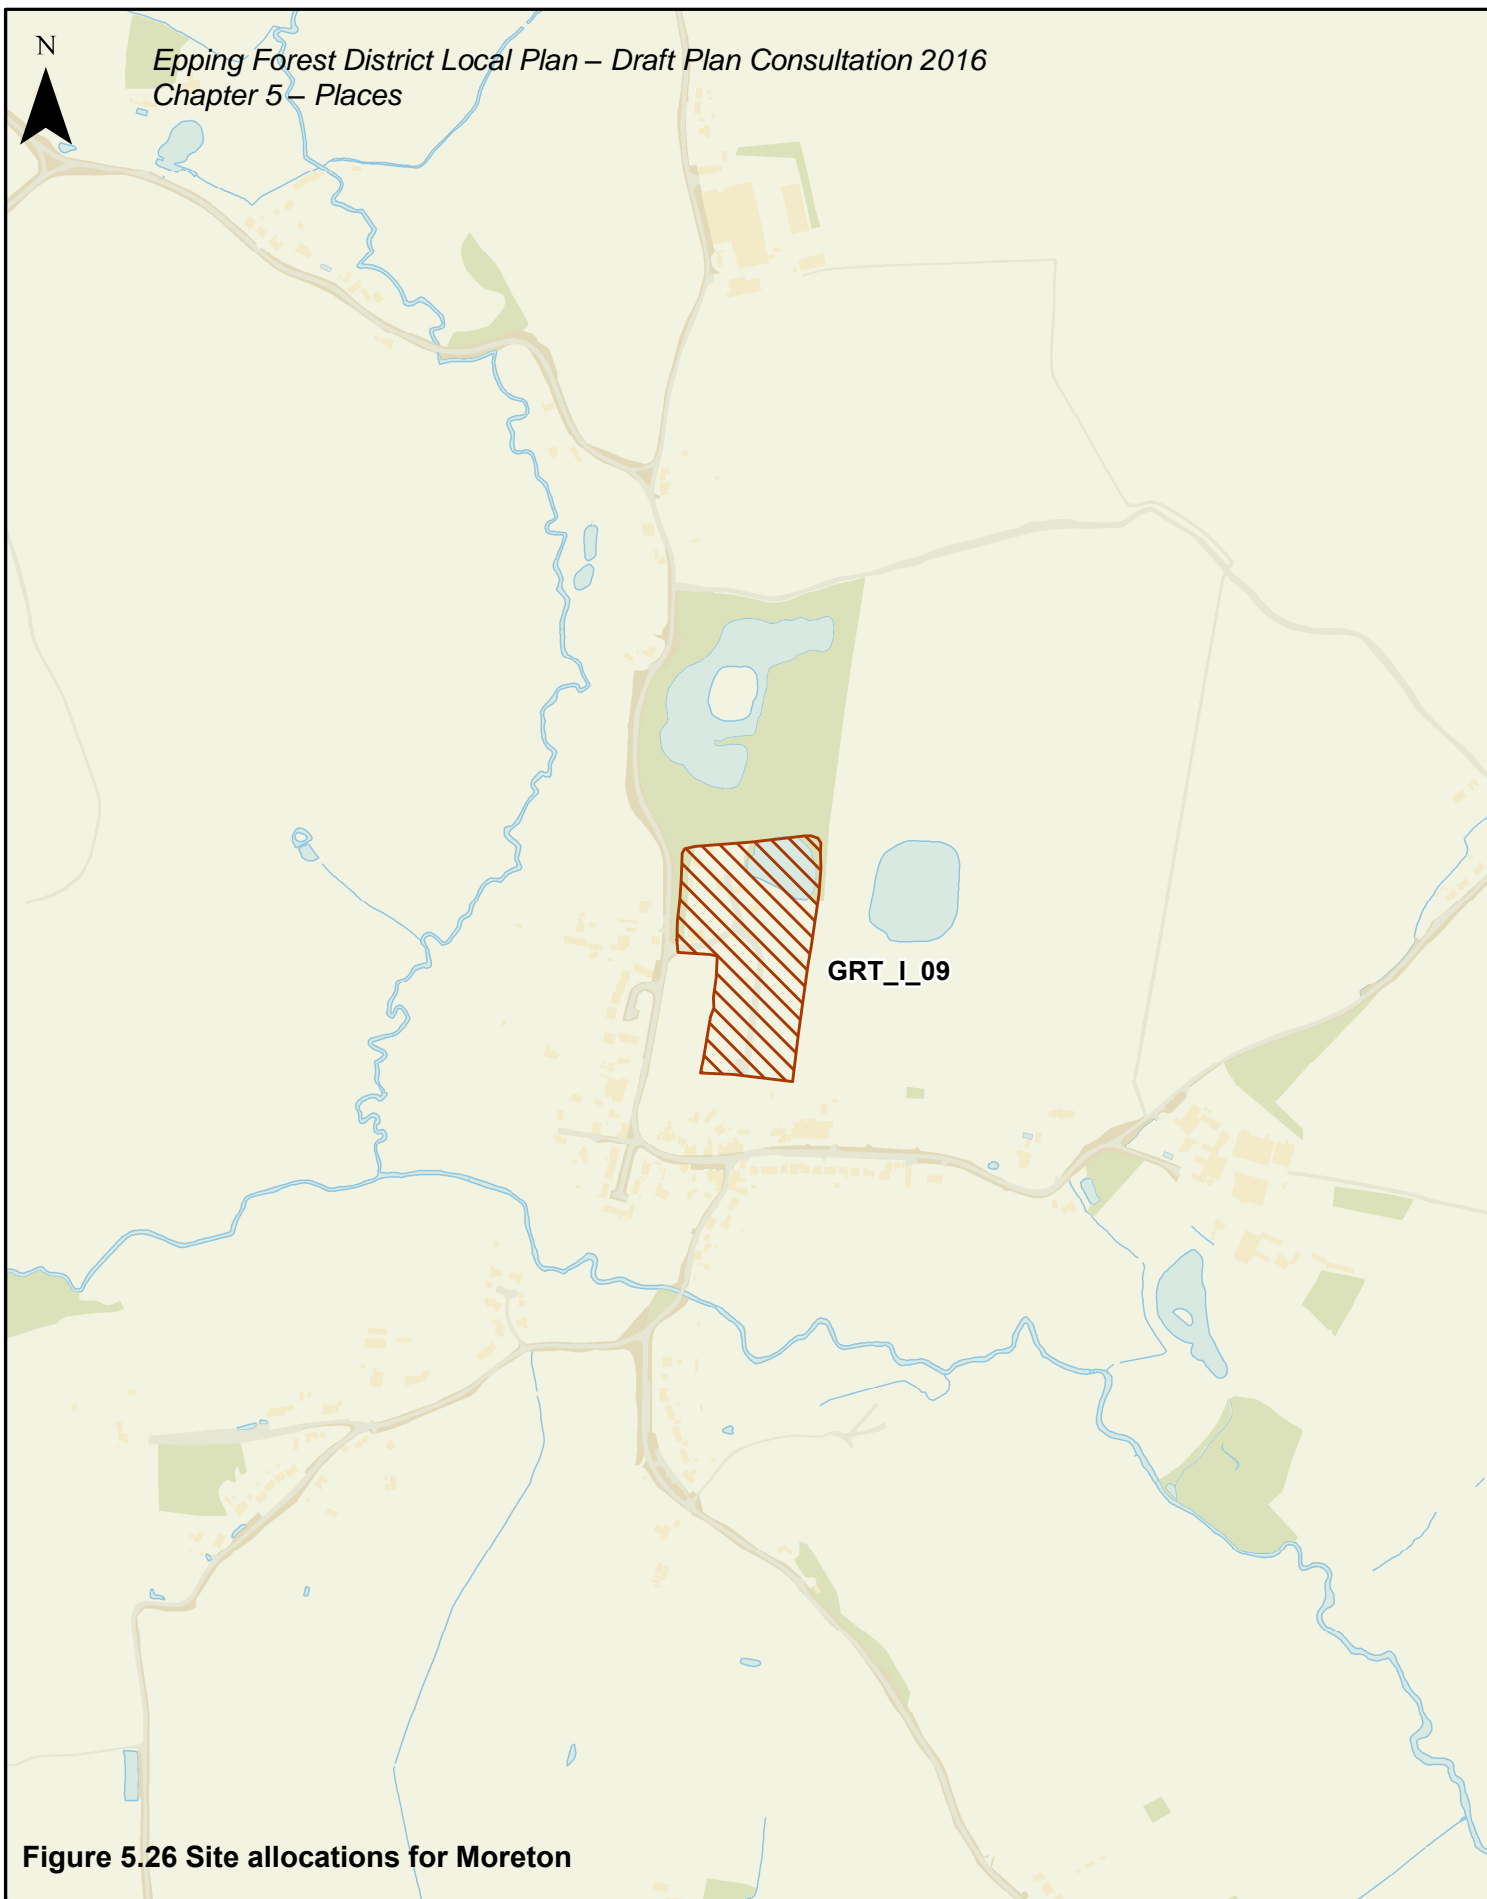 N
Epping Forest District Local Plan – Draft Plan Consultation 2016
Chapter 5 – Places
GRT_I_09
Figure 5.26 Site allocations for Moreton